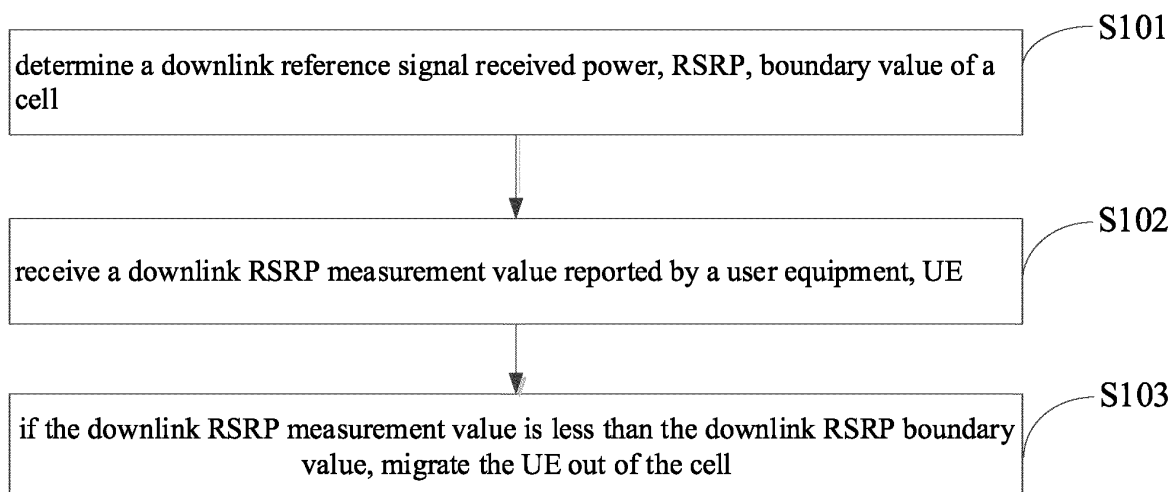 S101
determine a downlink reference signal received power, RSRP, boundary value of a
cell
S102
receive a downlink RSRP measurement value reported by a user equipment, UE
S103
if the downlink RSRP measurement value is less than the downlink RSRP boundary
value, migrate the UE out of the cell